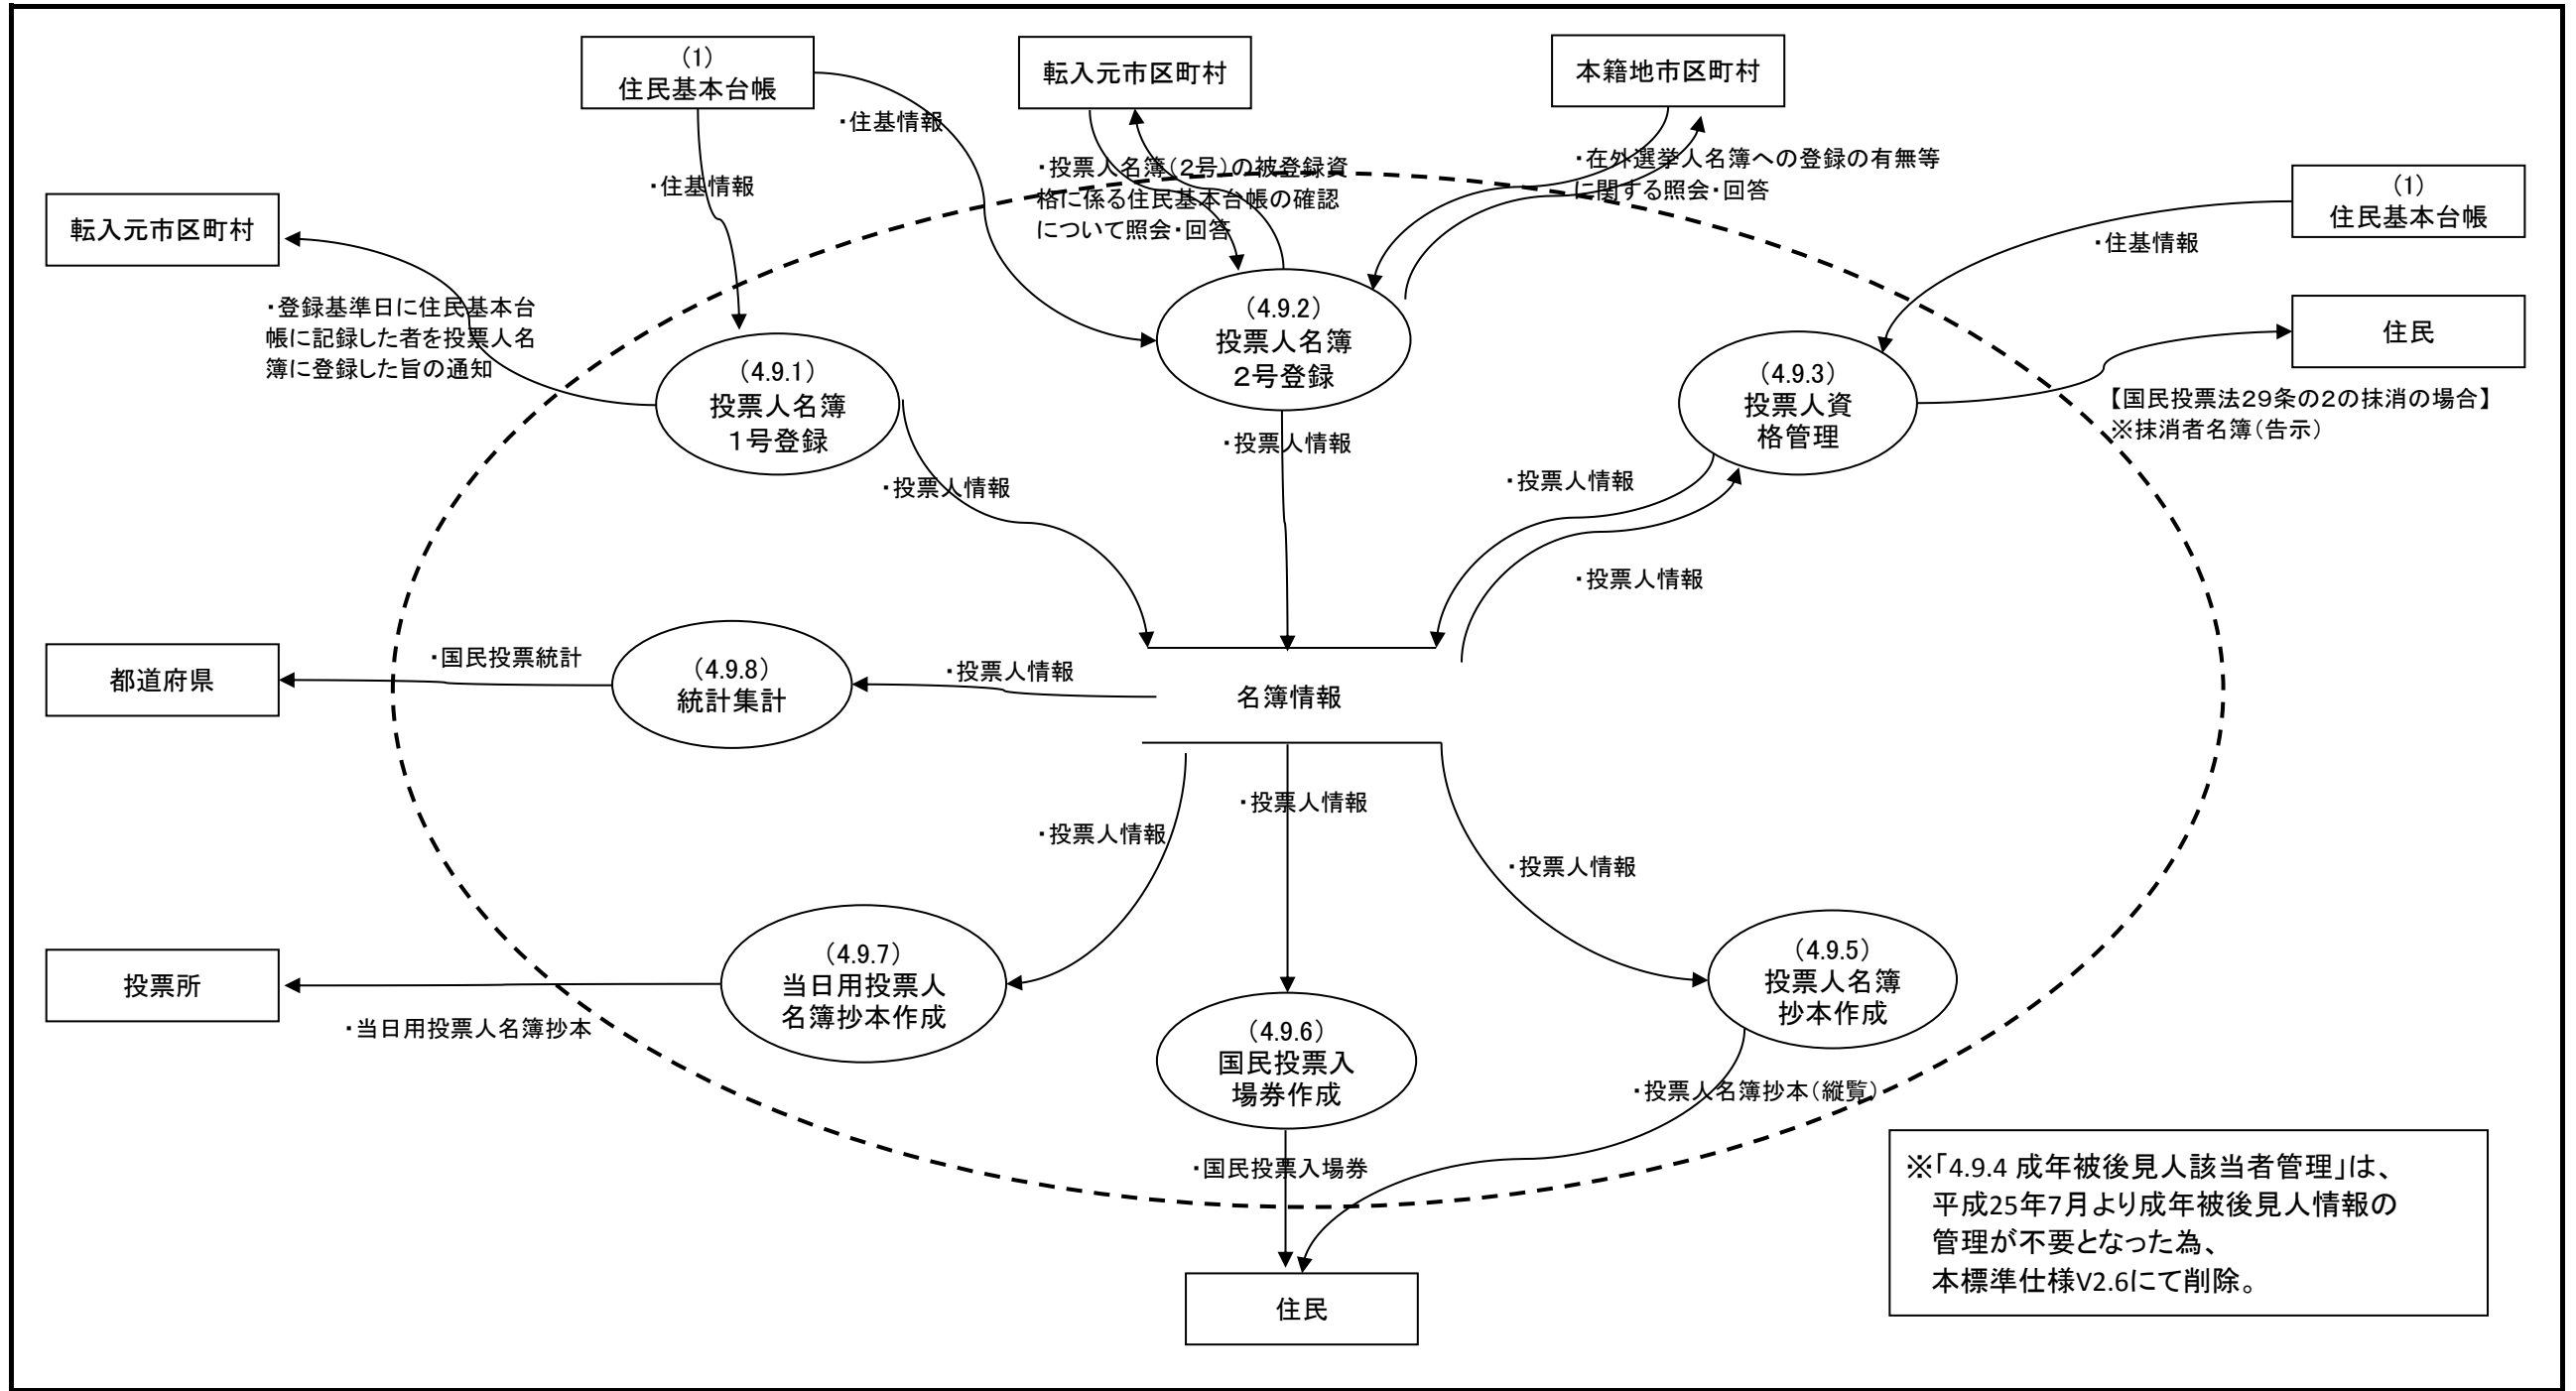 （1）
住民基本台帳
転入元市区町村
本籍地市区町村
・住基情報
・住基情報
・投票人名簿（２号）の被登録資
格に係る住民基本台帳の確認
について照会・回答
・在外選挙人名簿への登録の有無等
に関する照会・回答
（1）
住民基本台帳
・住基情報
転入元市区町村
・登録基準日に住民基本台
帳に記録した者を投票人名
簿に登録した旨の通知
（4.9.1）
投票人名簿
１号登録
（4.9.2）
投票人名簿
２号登録
（4.9.3）
投票人資
格管理
住民
【国民投票法２９条の２の抹消の場合】
※抹消者名簿（告示）
・投票人情報
・投票人情報
・投票人情報
・投票人情報
都道府県
・国民投票統計
（4.9.8）
統計集計
・投票人情報
名簿情報
・投票人情報
・投票人情報
・投票人情報
投票所
・当日用投票人名簿抄本
（4.9.7）
当日用投票人
名簿抄本作成
（4.9.6）
国民投票入
場券作成
（4.9.5）
投票人名簿
抄本作成
・投票人名簿抄本（縦覧）
・国民投票入場券
住民
※「4.9.4 成年被後見人該当者管理」は、
平成25年7月より成年被後見人情報の
管理が不要となった為、
本標準仕様V2.6にて削除。